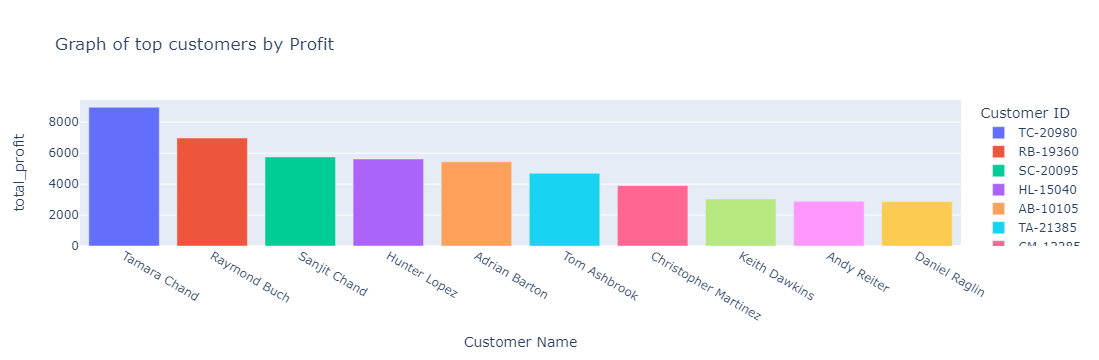 Graph of top customers by Profit
total_profit
8000
6000
4000
2000
0
Tamara Chand
Raymond Buch
Sanjit Chand
Hunter Lopez
Adrian Barton
Tom Ashbrook
Christopher Martinez
Keith Dawkins
Andy Reiter
Daniel Raglin
Customer Name
Customer ID
TC-20980
RB-19360
SC-20095
HL-15040
AB-10105
TA-21385